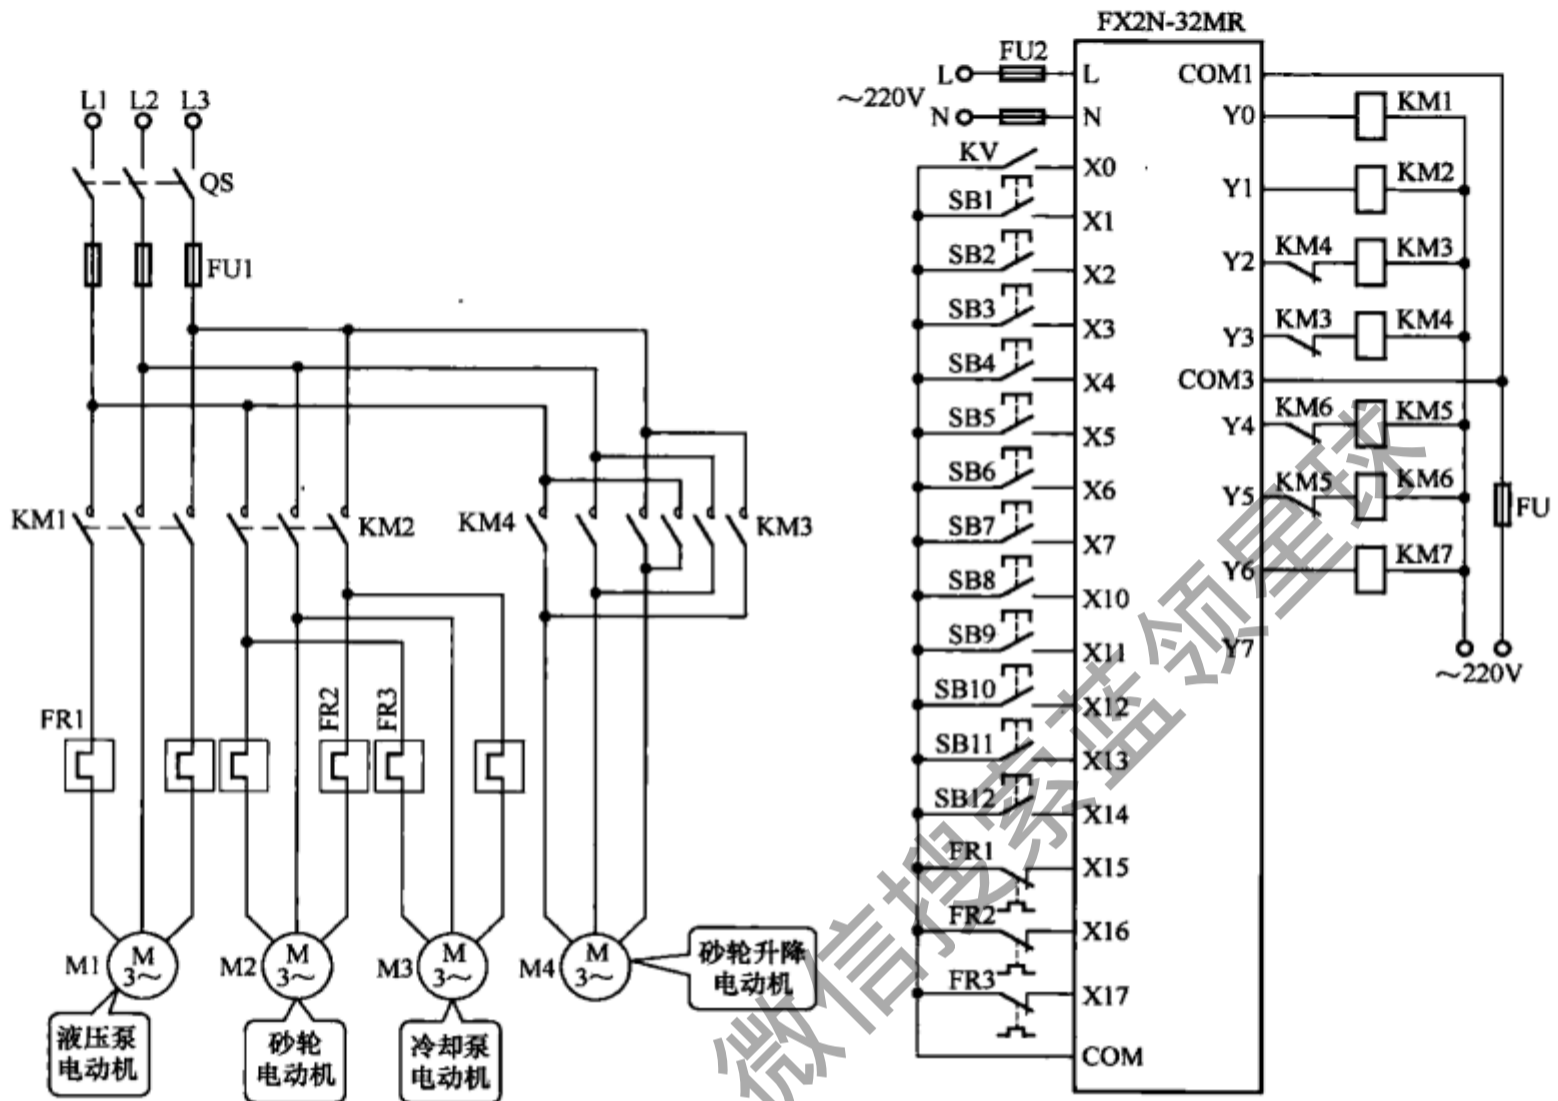 L1 L2 L3
QS
FU1
KM1
KM2
KM4
KM3
FR1
FR2
FR3
M1
M
3～
M2
M
3～
M3
M
3～
M4
M
3～
液压泵
电动机
砂轮
电动机
冷却泵
电动机
砂轮升降
电动机
FX2N-32MR
FU2
L
L
～220V
N
N
KV
X0
SB1
X1
SB2
X2
SB3
X3
SB4
X4
SB5
X5
SB6
X6
SB7
X7
SB8
X10
SB9
X11
SB10
X12
SB11
X13
SB12
X14
FR1
X15
FR2
X16
FR3
X17
COM
COM1
Y0
KM1
Y1
KM2
Y2
KM4
KM3
Y3
KM3
KM4
COM3
Y4
KM6
KM5
Y5
KM5
KM6
Y6
KM7
Y7
FU
～220V
微信搜索蓝领星球